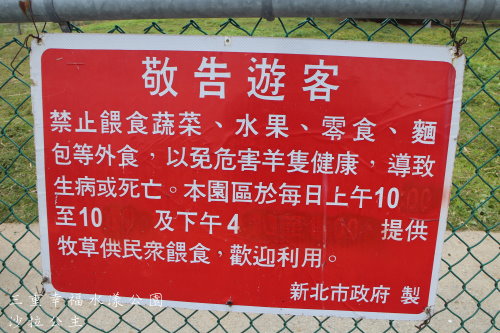 敬告遊客
禁止餵食蔬菜、水果、零食、麵
包等外食，以免危害羊隻健康，導致
生病或死亡。本園區於每日上午10
至10 及下午4 提供
牧草供民眾餵食，歡迎利用。
新北市政府 製
三重幸福水漾公園
沙拉公主